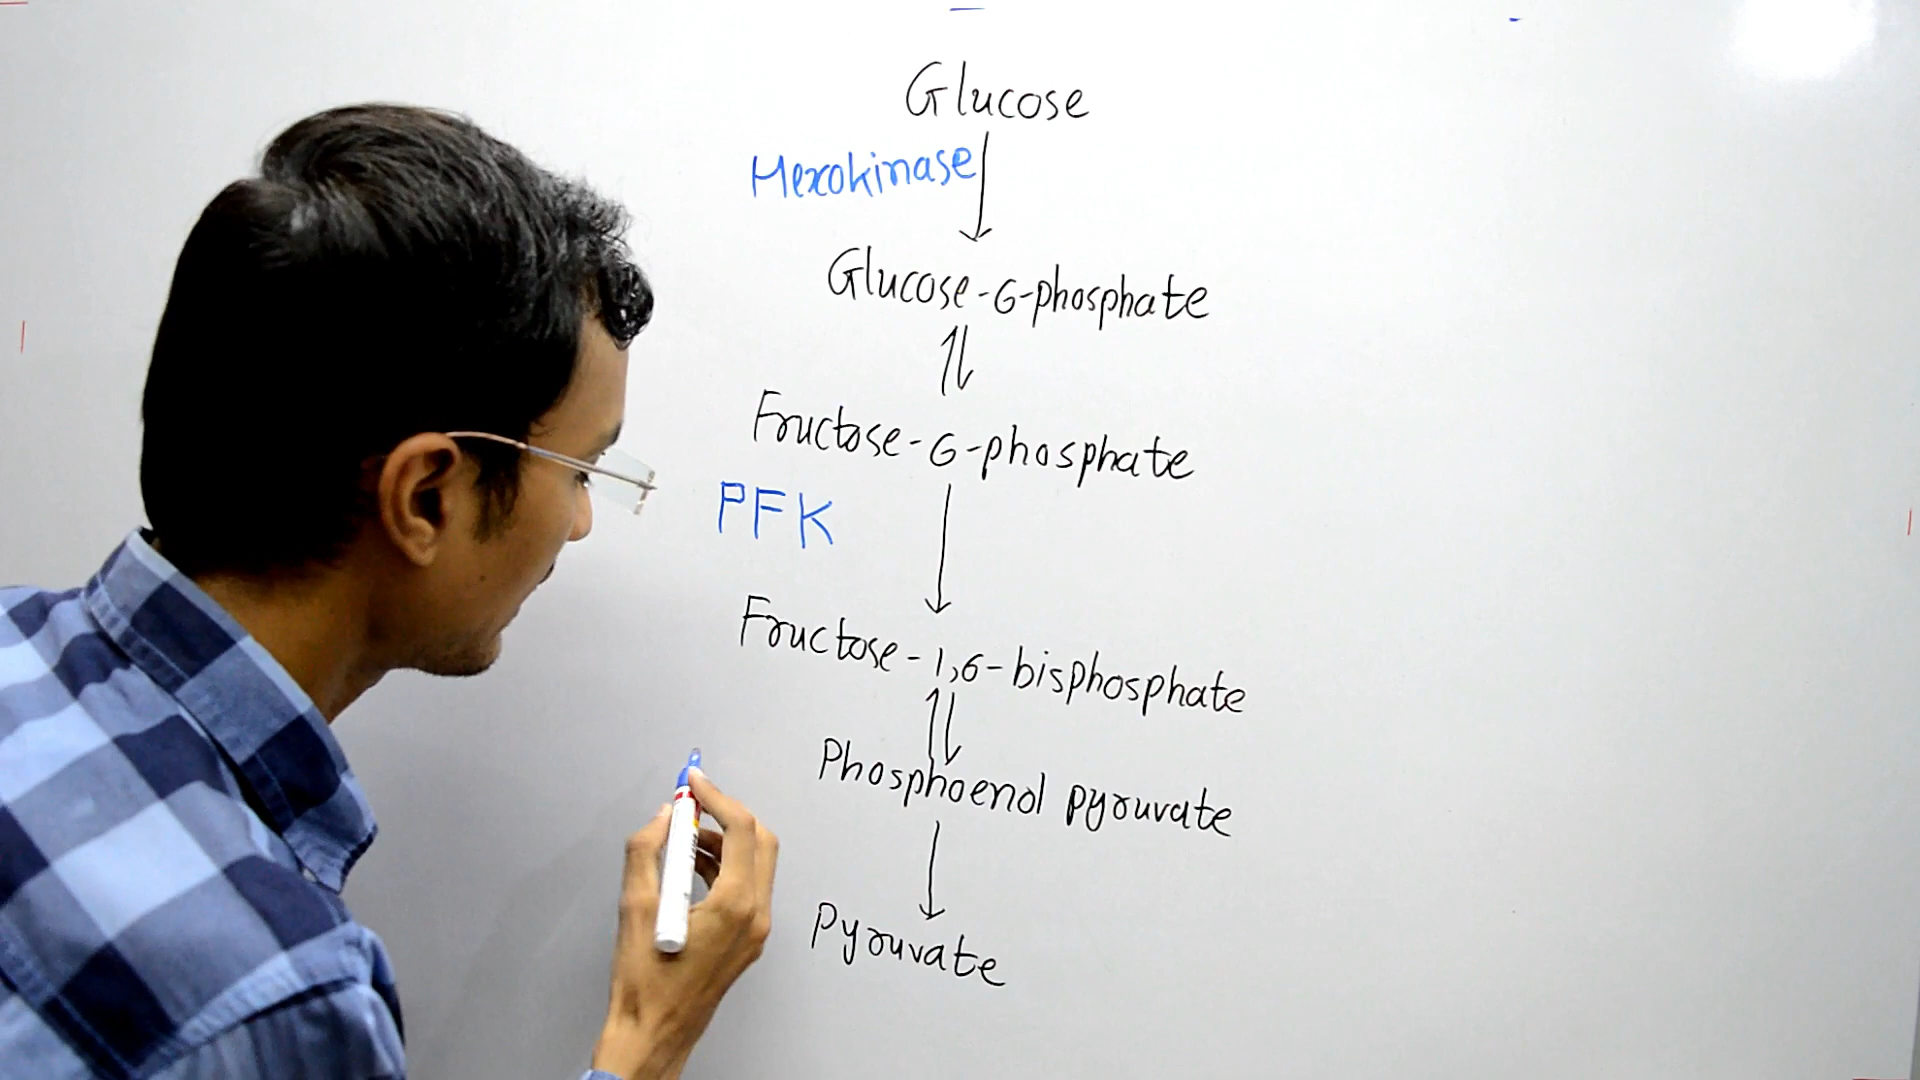 Glucose
Hexokinase
Glucose-6-phosphate
Fructose-6-phosphate
PFK
Fructose-1,6-bisphosphate
Phosphoenol pyruvate
Pyruvate